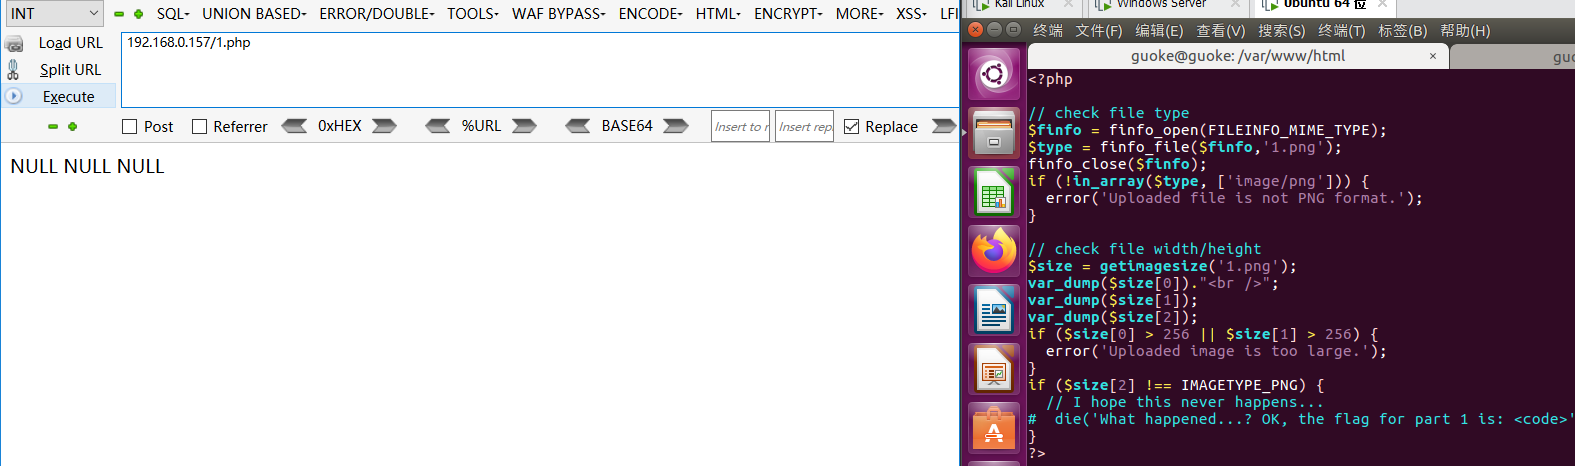 INT SQL- UNION BASED- ERROR/DOUBLE- TOOLS- WAF BYPASS- ENCODE- HTML- ENCRYPT- MORE- XSS- LFI
Load URL
192.168.0.157/1.php
Split URL
Execute
Post Referrer 0xHEX %URL BASE64 Insert to r Insert repl Replace
NULL NULL NULL
Kali Linux Windows Server Ubuntu 64 位
终端 文件(F) 编辑(E) 查看(V) 搜索(S) 终端(T) 标签(B) 帮助(H)
guoke@guoke: /var/www/html × guo
<?php
// check file type
$finfo = finfo_open(FILEINFO_MIME_TYPE);
$type = finfo_file($finfo,'1.png');
finfo_close($finfo);
if (!in_array($type, ['image/png'])) {
  error('Uploaded file is not PNG format.');
}
// check file width/height
$size = getimagesize('1.png');
var_dump($size[0])."<br />";
var_dump($size[1]);
var_dump($size[2]);
if ($size[0] > 256 || $size[1] > 256) {
  error('Uploaded image is too large.');
}
if ($size[2] !== IMAGETYPE_PNG) {
  // I hope this never happens...
#  die('What happened...? OK, the flag for part 1 is: <code>'
}
?>